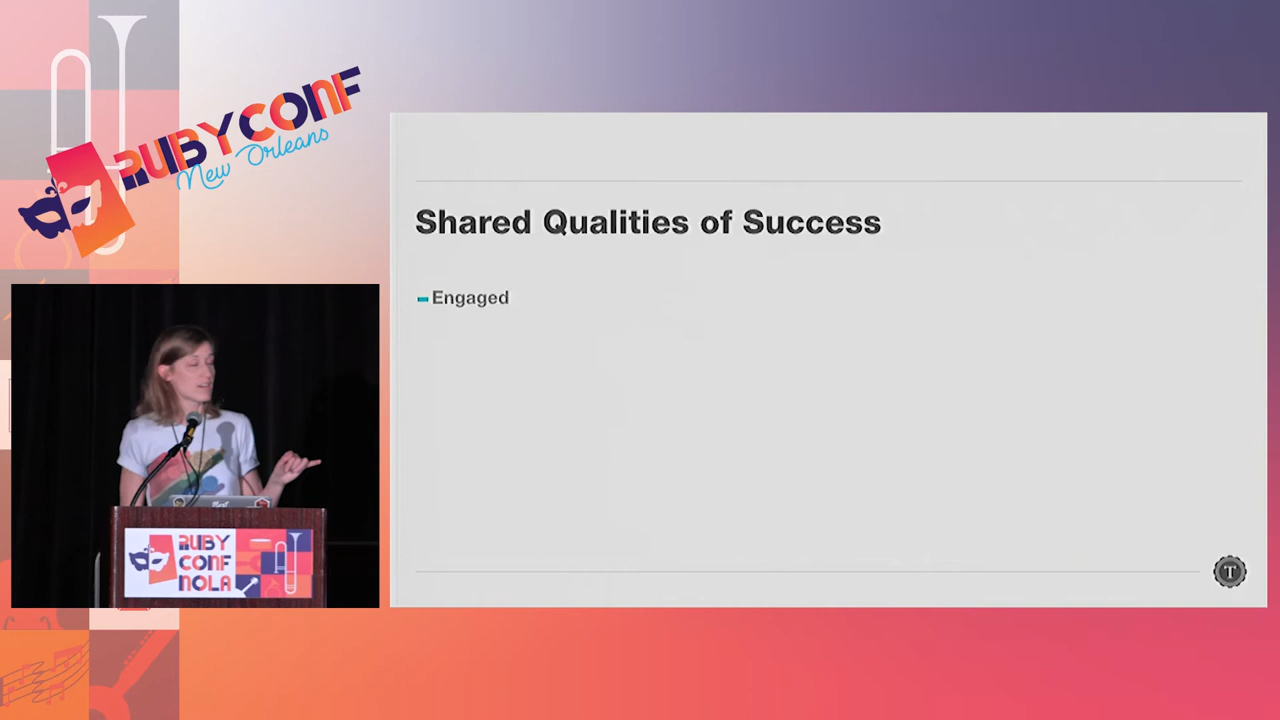 RUBYCONF
New Orleans
Shared Qualities of Success
Engaged
RUBY
CONF
NOLA
T